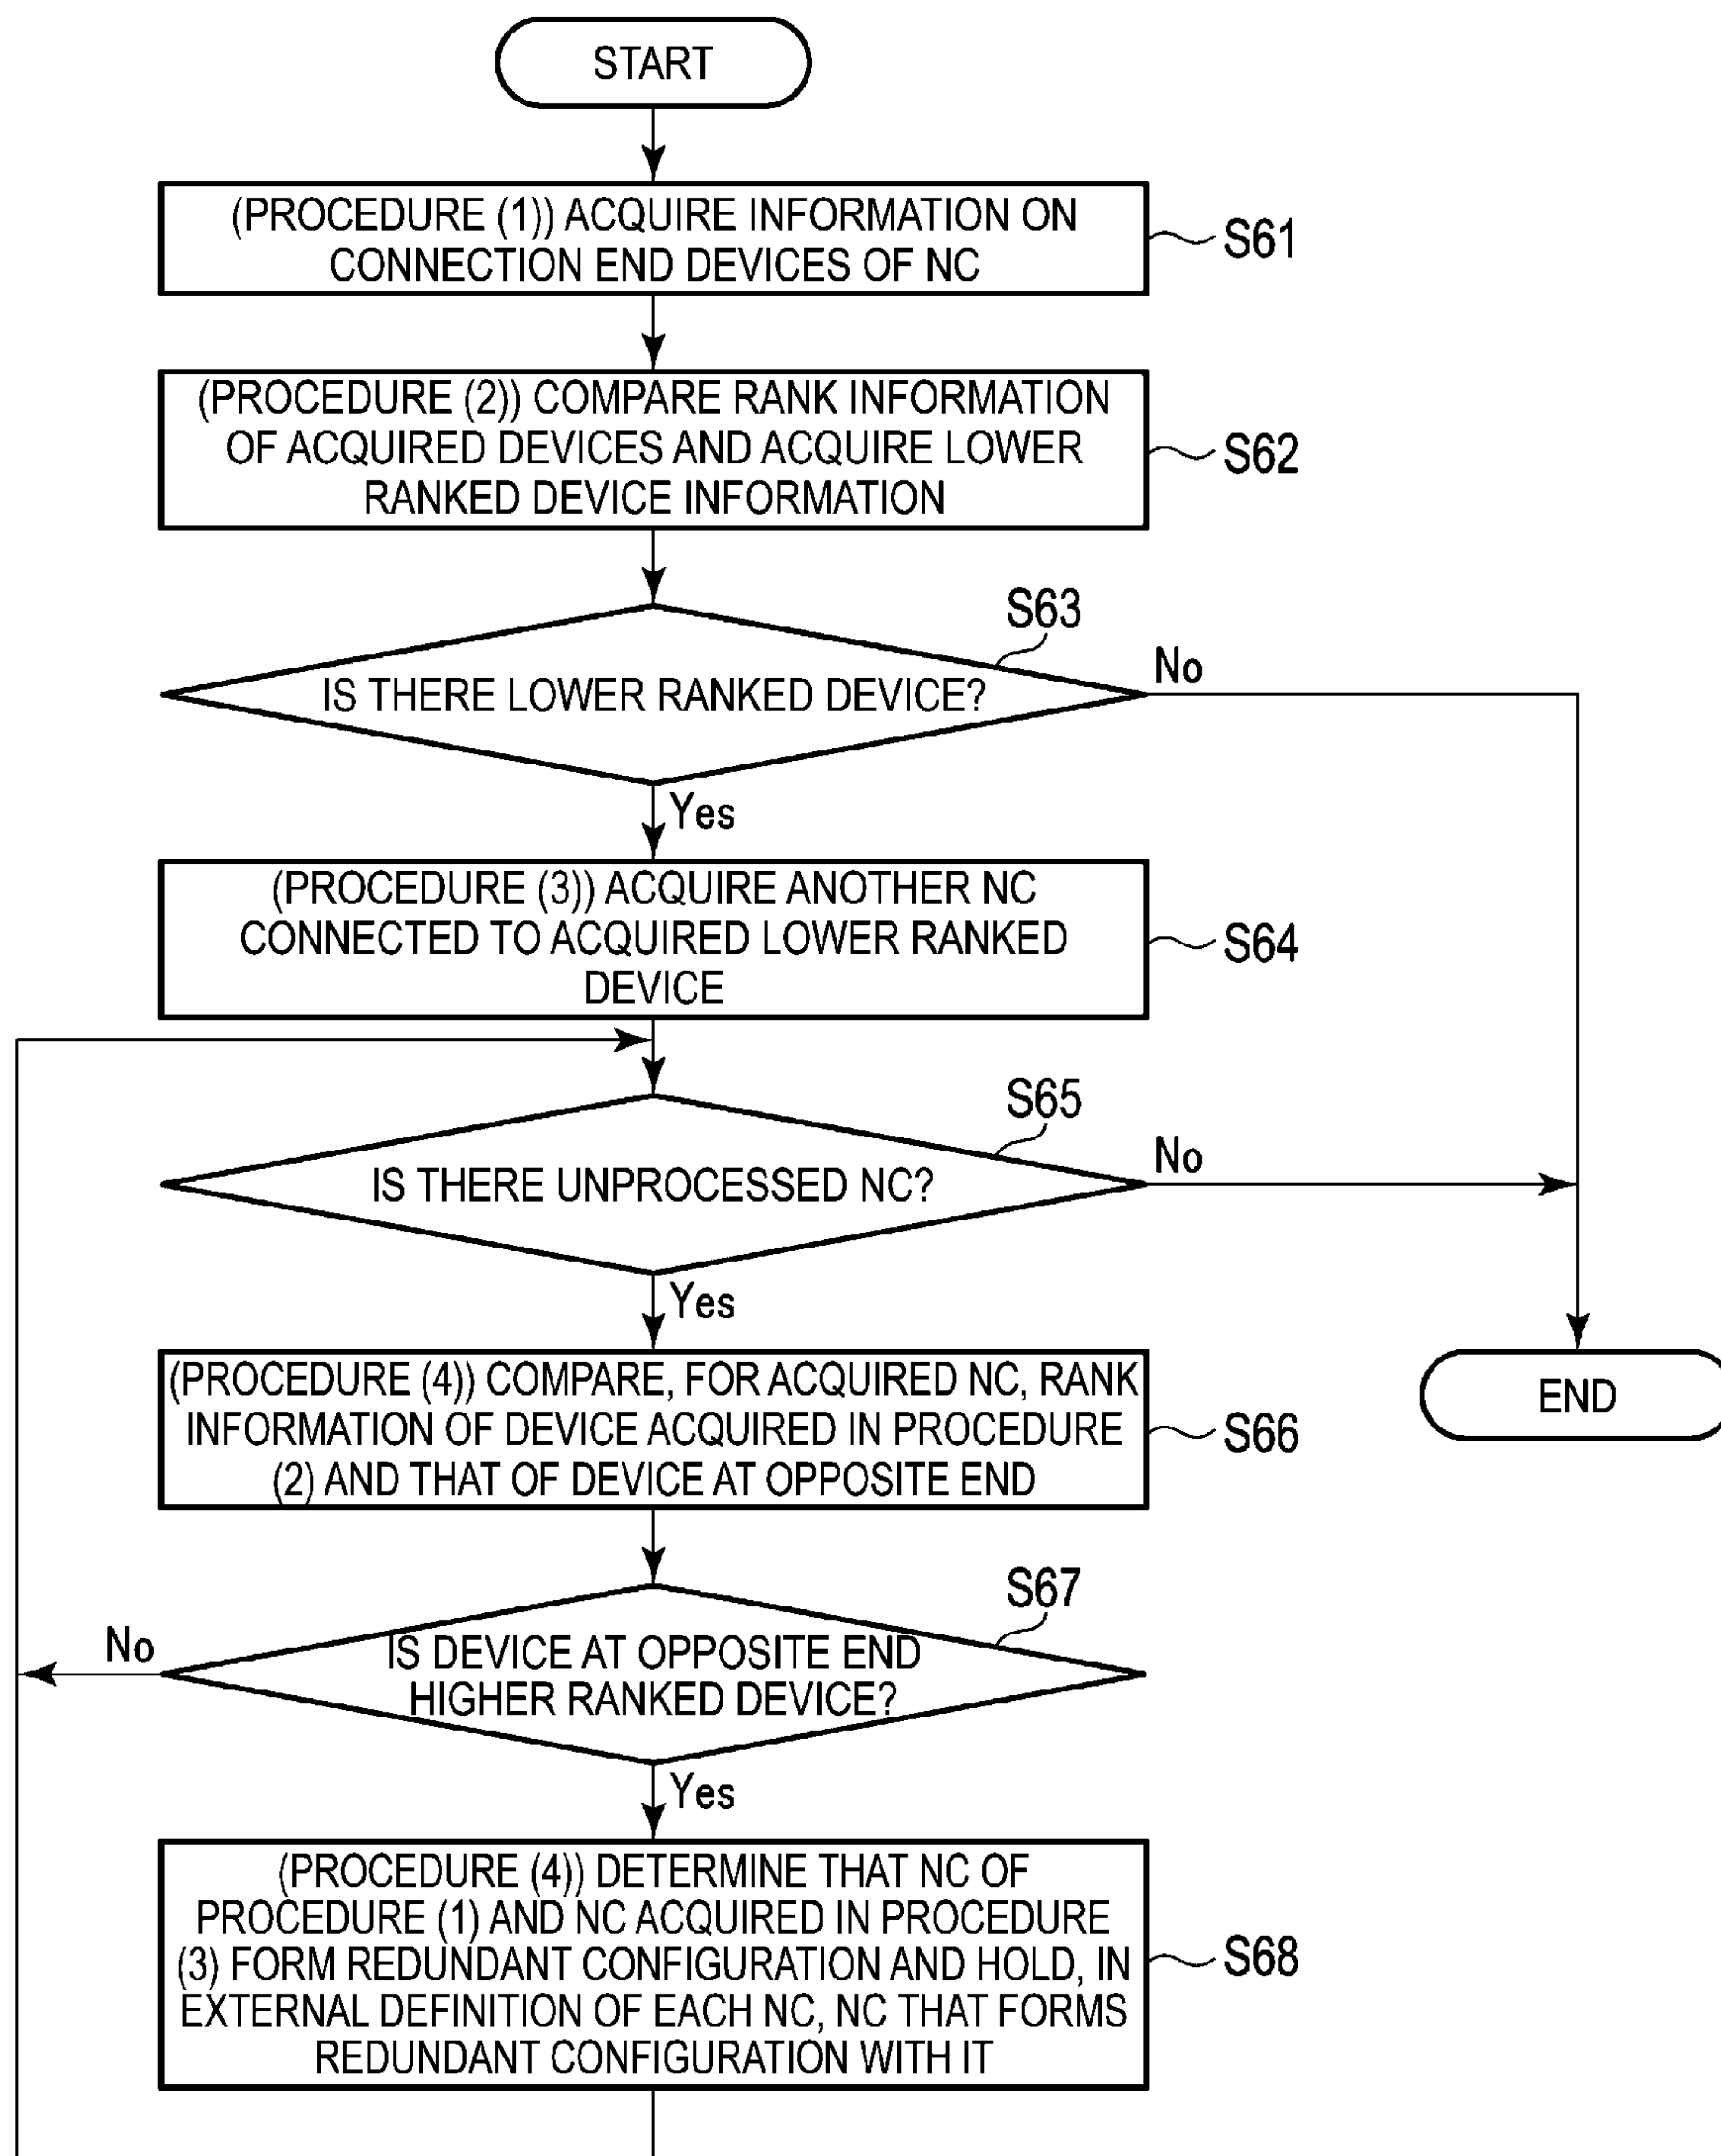 START
(PROCEDURE (1)) ACQUIRE INFORMATION ON
CONNECTION END DEVICES OF NC
S61
(PROCEDURE (2)) COMPARE RANK INFORMATION
OF ACQUIRED DEVICES AND ACQUIRE LOWER
RANKED DEVICE INFORMATION
S62
S63
IS THERE LOWER RANKED DEVICE?
No
Yes
(PROCEDURE (3)) ACQUIRE ANOTHER NC
CONNECTED TO ACQUIRED LOWER RANKED
DEVICE
S64
S65
IS THERE UNPROCESSED NC?
No
Yes
(PROCEDURE (4)) COMPARE, FOR ACQUIRED NC, RANK
INFORMATION OF DEVICE ACQUIRED IN PROCEDURE
(2) AND THAT OF DEVICE AT OPPOSITE END
S66
END
S67
IS DEVICE AT OPPOSITE END
HIGHER RANKED DEVICE?
No
Yes
(PROCEDURE (4)) DETERMINE THAT NC OF
PROCEDURE (1) AND NC ACQUIRED IN PROCEDURE
(3) FORM REDUNDANT CONFIGURATION AND HOLD, IN
EXTERNAL DEFINITION OF EACH NC, NC THAT FORMS
REDUNDANT CONFIGURATION WITH IT
S68